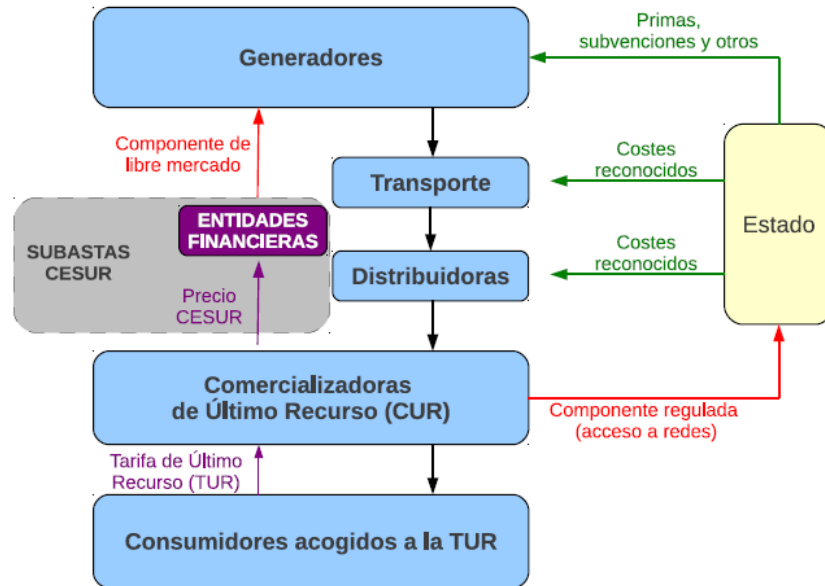 Primas,
subvenciones y otros
Generadores
Componente de
libre mercado
Costes
reconocidos
Transporte
ENTIDADES
FINANCIERAS
Estado
SUBASTAS
CESUR
Costes
reconocidos
Distribuidoras
Precio
CESUR
Comercializadoras
de Último Recurso (CUR)
Componente regulada
(acceso a redes)
Tarifa de Último
Recurso (TUR)
Consumidores acogidos a la TUR